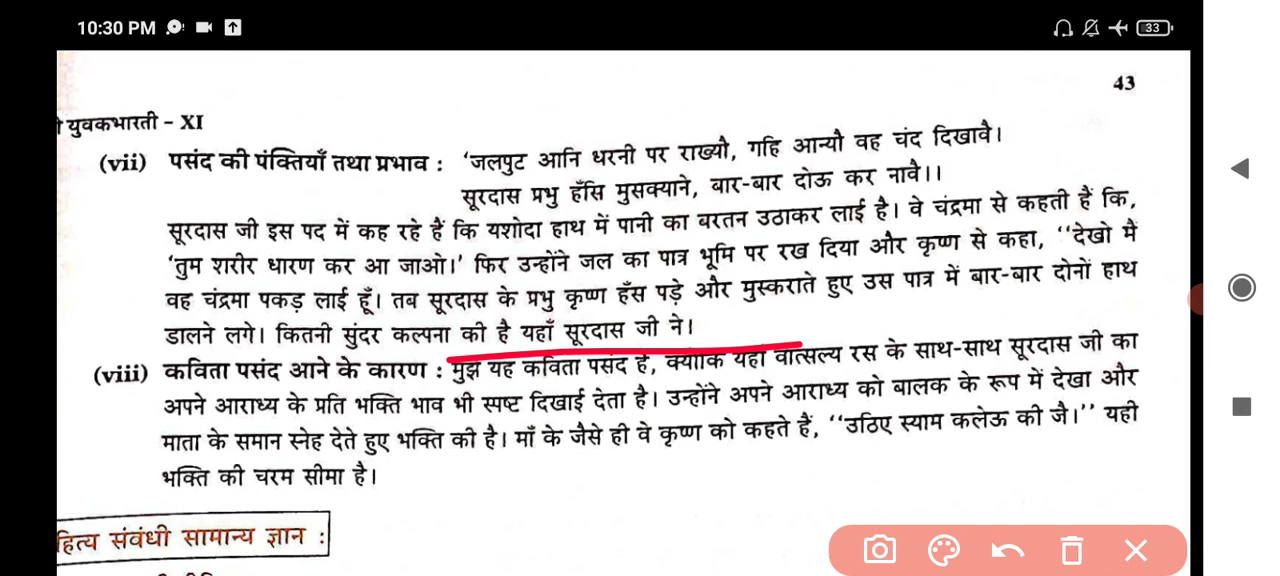 10:30 PM
33
43
युवकभारती – XI
(vii) पसंद की पंक्तियाँ तथा प्रभाव : 'जलपुट आनि धरनी पर राख्यौ, गहि आन्यौ वह चंद दिखावै।
सूरदास प्रभु हँसि मुसक्याने, बार-बार दोऊ कर नावै।।
सूरदास जी इस पद में कह रहे हैं कि यशोदा हाथ में पानी का बरतन उठाकर लाई है। वे चंद्रमा से कहती हैं कि,
'तुम शरीर धारण कर आ जाओ।' फिर उन्होंने जल का पात्र भूमि पर रख दिया और कृष्ण से कहा, ''देखो मैं
वह चंद्रमा पकड़ लाई हूँ। तब सूरदास के प्रभु कृष्ण हँस पड़े और मुस्कराते हुए उस पात्र में बार-बार दोनों हाथ
डालने लगे। कितनी सुंदर कल्पना की है यहाँ सूरदास जी ने।
(viii) कविता पसंद आने के कारण : मुझे यह कविता पसंद है, क्योंकि यहाँ वात्सल्य रस के साथ-साथ सूरदास जी का
अपने आराध्य के प्रति भक्ति भाव भी स्पष्ट दिखाई देता है। उन्होंने अपने आराध्य को बालक के रूप में देखा और
माता के समान स्नेह देते हुए भक्ति की है। माँ के जैसे ही वे कृष्ण को कहते हैं, ''उठिए स्याम कलेऊ की जै।'' यही
भक्ति की चरम सीमा है।
हित्य संबंधी सामान्य ज्ञान :